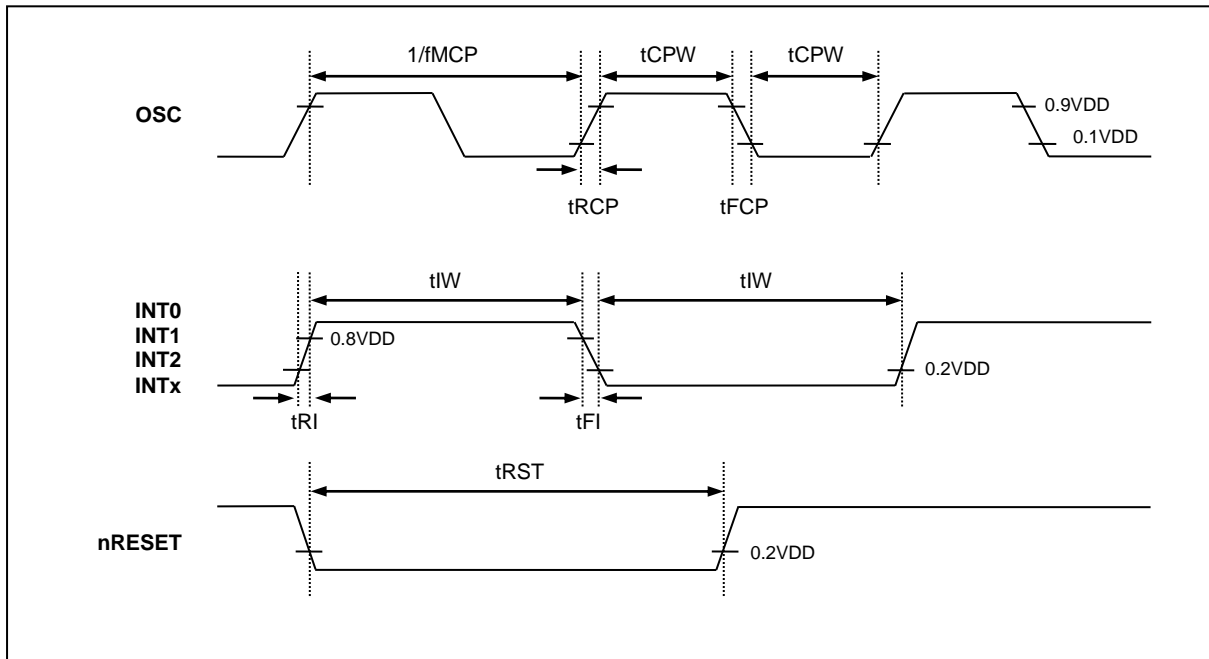 1/fMCP
tCPW
tCPW
OSC
0.9VDD
0.1VDD
tRCP
tFCP
tIW
tIW
INT0
INT1
0.8VDD
INT2
0.2VDD
INTx
tRI
tFI
tRST
nRESET
0.2VDD